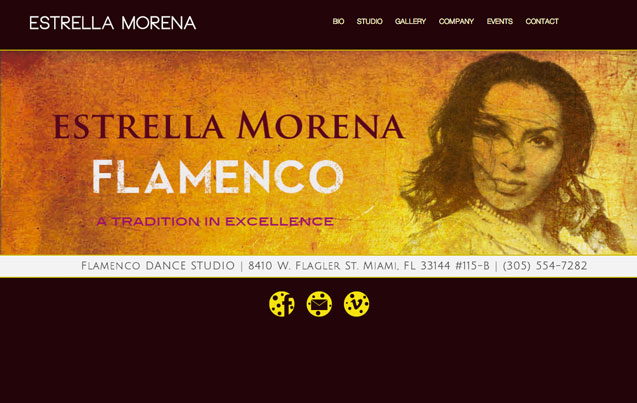 ESTRELLA MORENA
BIO STUDIO GALLERY COMPANY EVENTS CONTACT
ESTRELLA MORENA
FLAMENCO
A TRADITION IN EXCELLENCE
FLAMENCO DANCE STUDIO | 8410 W. FLAGLER ST. MIAMI, FL 33144 #115-B | (305) 554-7282